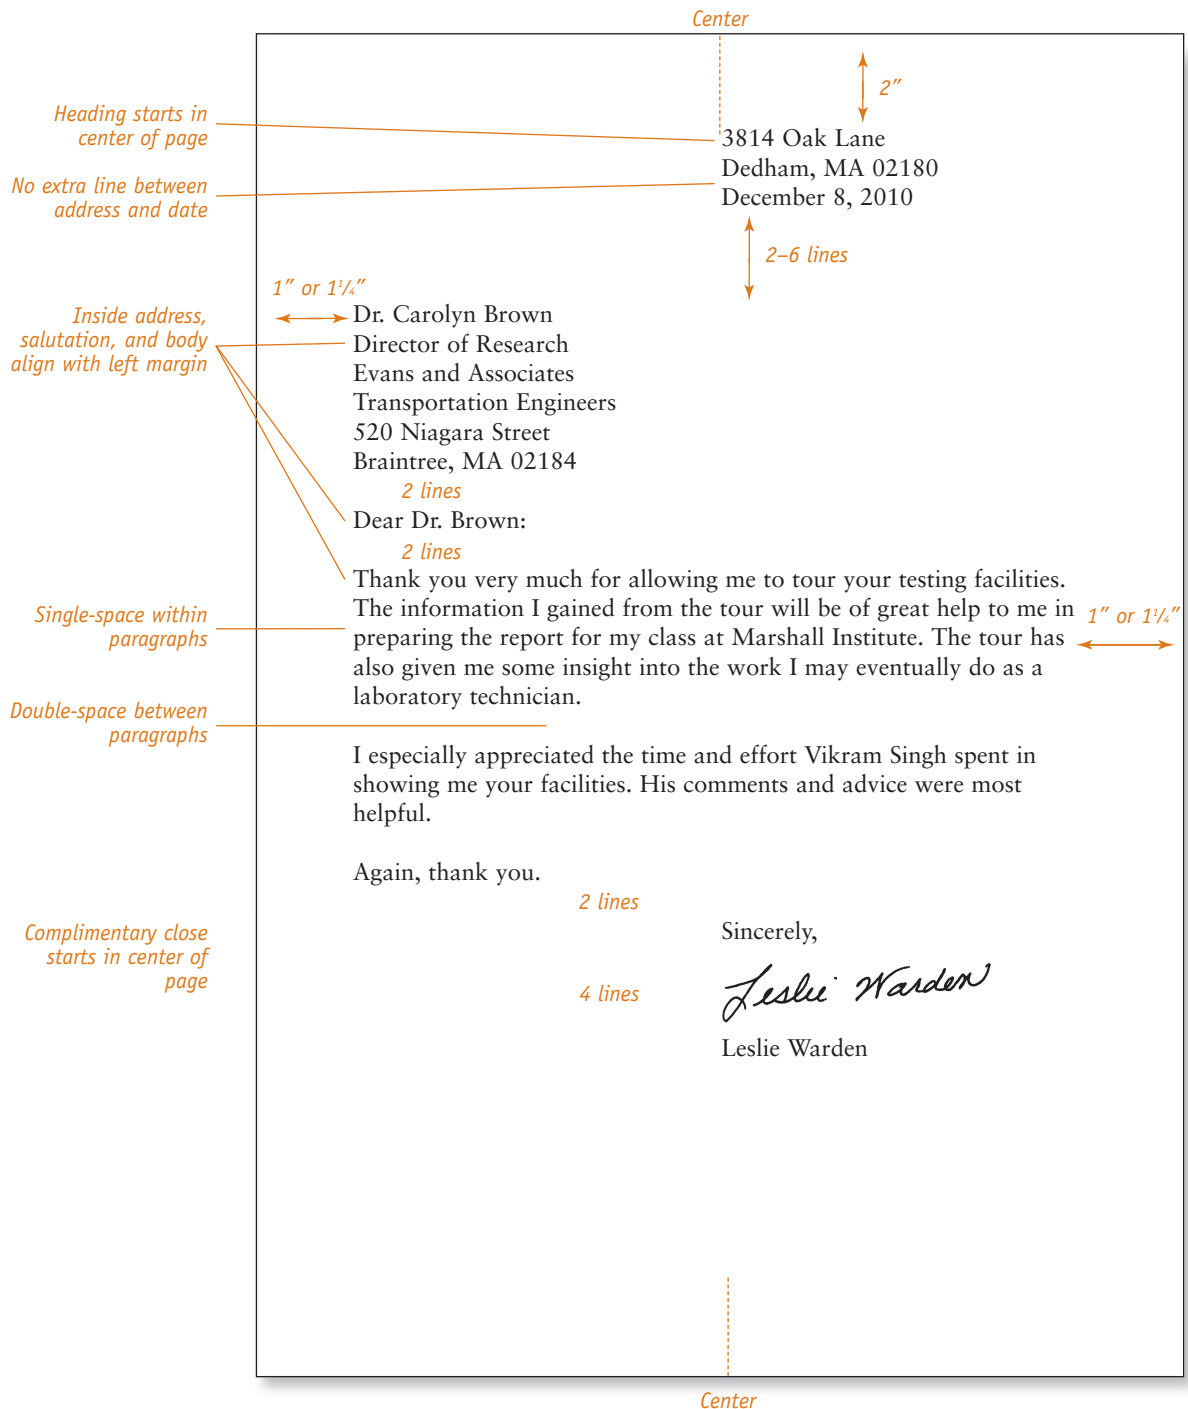 Center
2″
Heading starts in
center of page
3814 Oak Lane
Dedham, MA 02180
December 8, 2010
No extra line between
address and date
2–6 lines
1″ or 1¼″
Inside address,
salutation, and body
align with left margin
Dr. Carolyn Brown
Director of Research
Evans and Associates
Transportation Engineers
520 Niagara Street
Braintree, MA 02184
2 lines
Dear Dr. Brown:
2 lines
Thank you very much for allowing me to tour your testing facilities.
The information I gained from the tour will be of great help to me in
preparing the report for my class at Marshall Institute. The tour has
also given me some insight into the work I may eventually do as a
laboratory technician.
1″ or 1¼″
Single-space within
paragraphs
Double-space between
paragraphs
I especially appreciated the time and effort Vikram Singh spent in
showing me your facilities. His comments and advice were most
helpful.
Again, thank you.
2 lines
Complimentary close
starts in center of
page
Sincerely,
4 lines
Leslie Warden
Leslie Warden
Center